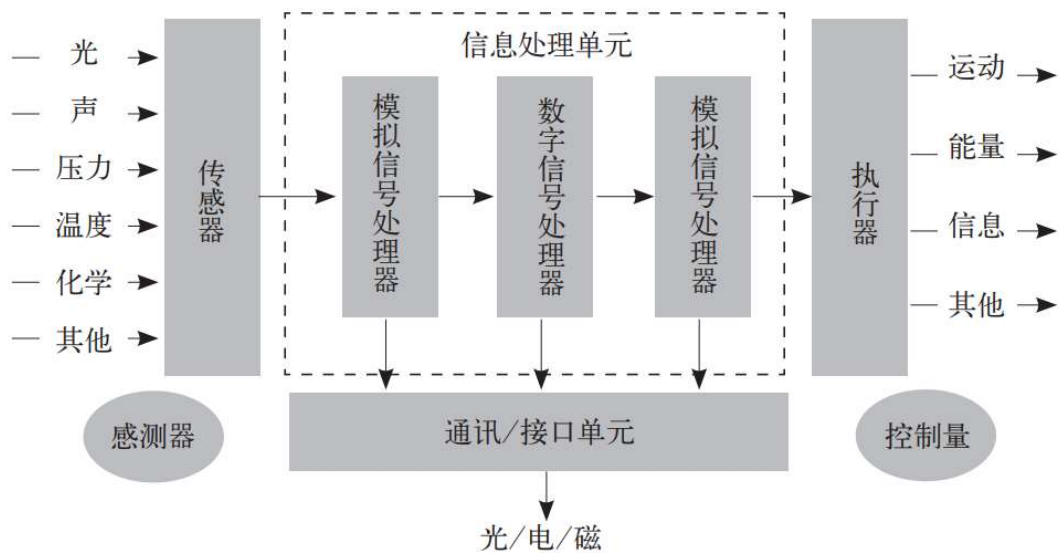 光
声
压力
温度
化学
其他
传感器
信息处理单元
模拟信号处理器
数字信号处理器
模拟信号处理器
执行器
运动
能量
信息
其他
感测器
通讯/接口单元
控制量
光/电/磁